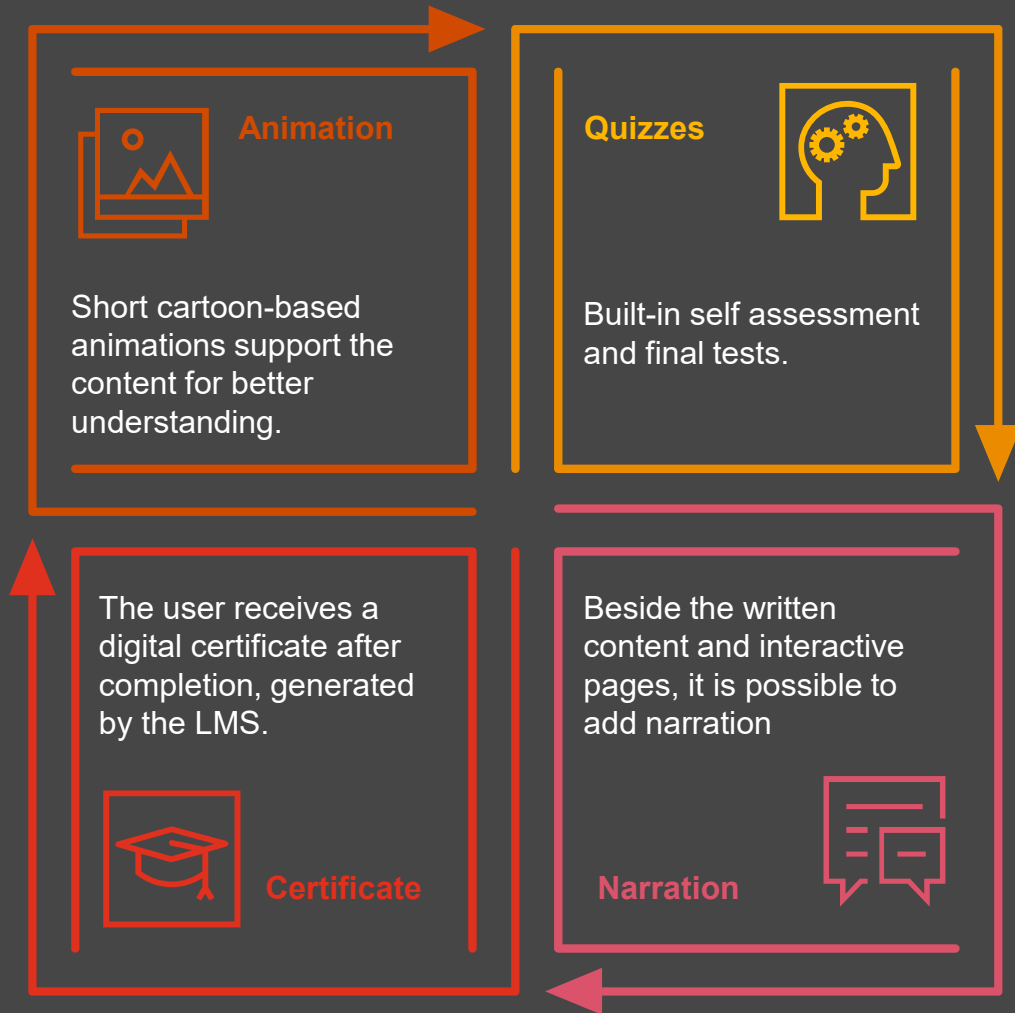 Animation
Short cartoon-based
animations support the
content for better
understanding.
Quizzes
Built-in self assessment
and final tests.
The user receives a
digital certificate after
completion, generated
by the LMS.
Certificate
Beside the written
content and interactive
pages, it is possible to
add narration
Narration